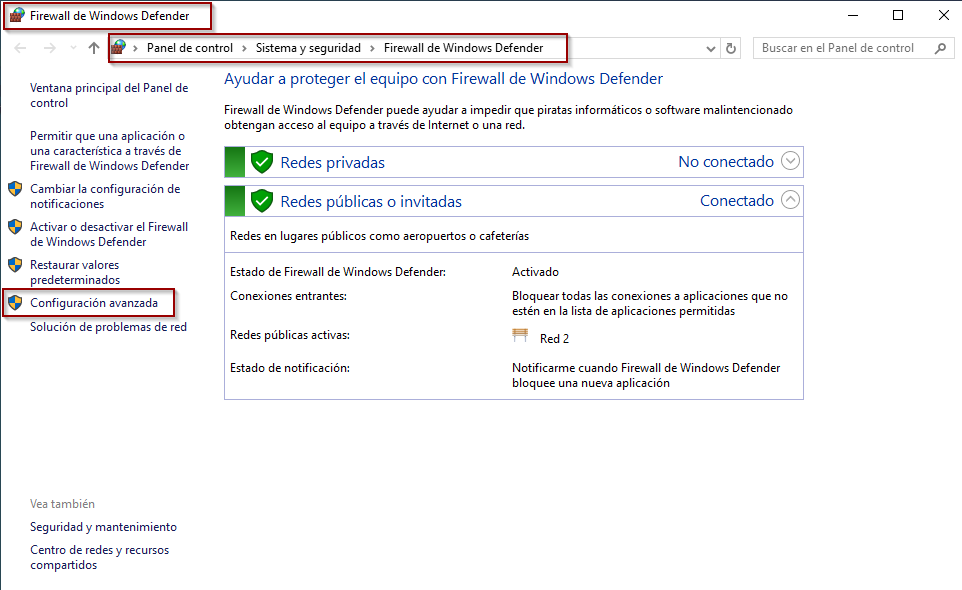 Firewall de Windows Defender
Panel de control > Sistema y seguridad > Firewall de Windows Defender
Buscar en el Panel de control
Ventana principal del Panel de
control
Permitir que una aplicación o
una característica a través de
Firewall de Windows Defender
Cambiar la configuración de
notificaciones
Activar o desactivar el Firewall
de Windows Defender
Restaurar valores
predeterminados
Configuración avanzada
Solución de problemas de red
Ayudar a proteger el equipo con Firewall de Windows Defender
Firewall de Windows Defender puede ayudar a impedir que piratas informáticos o software malintencionado
obtengan acceso al equipo a través de Internet o una red.
Redes privadas No conectado
Redes públicas o invitadas Conectado
Redes en lugares públicos como aeropuertos o cafeterías
Estado de Firewall de Windows Defender: Activado
Conexiones entrantes: Bloquear todas las conexiones a aplicaciones que no
estén en la lista de aplicaciones permitidas
Redes públicas activas: Red 2
Estado de notificación: Notificarme cuando Firewall de Windows Defender
bloquee una nueva aplicación
Vea también
Seguridad y mantenimiento
Centro de redes y recursos
compartidos